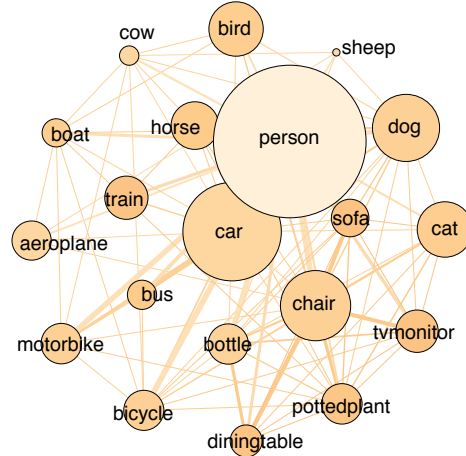 bird
cow
sheep
person
dog
horse
boat
train
sofa
car
cat
aeroplane
bus
chair
tvmonitor
motorbike
bottle
pottedplant
bicycle
diningtable